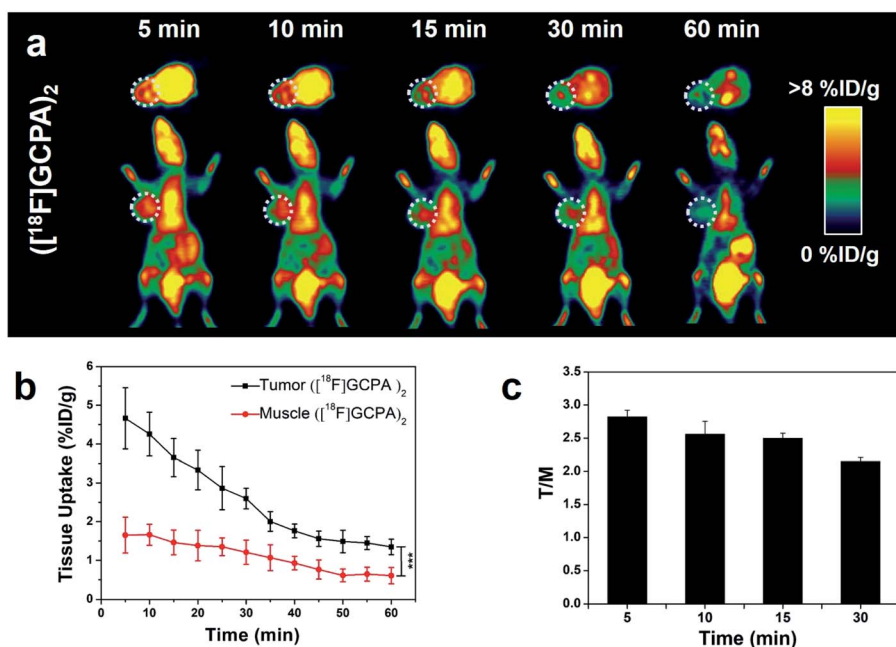 a
5 min 10 min 15 min 30 min 60 min
([¹⁸F]GCPA)₂
>8 %ID/g
0 %ID/g
b
6
5
4
3
2
1
0
Tissue Uptake (%ID/g)
Tumor ([¹⁸F]GCPA )₂
Muscle ([¹⁸F]GCPA)₂
***
0 10 20 30 40 50 60
Time (min)
c
3.5
3.0
2.5
2.0
1.5
1.0
0.5
0.0
T/M
5 10 15 30
Time (min)